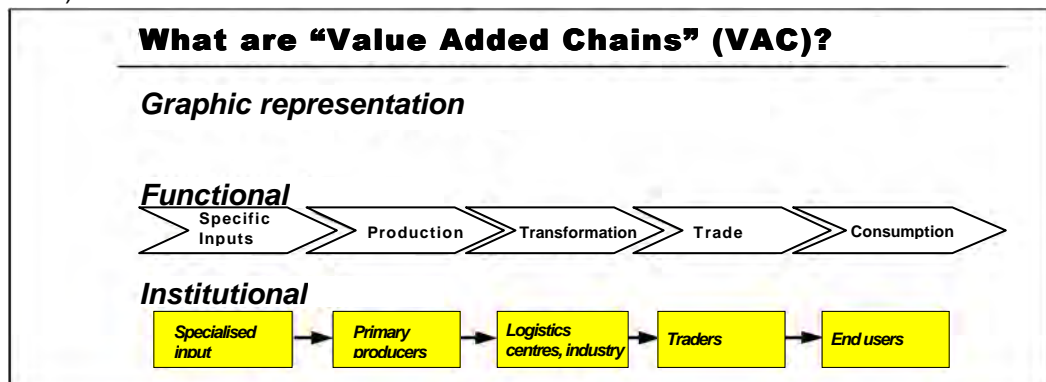 What are “Value Added Chains” (VAC)?
Graphic representation
Functional
Specific
Inputs
Production
Transformation
Trade
Consumption
Institutional
Specialised
input
Primary
producers
Logistics
centres, industry
Traders
End users